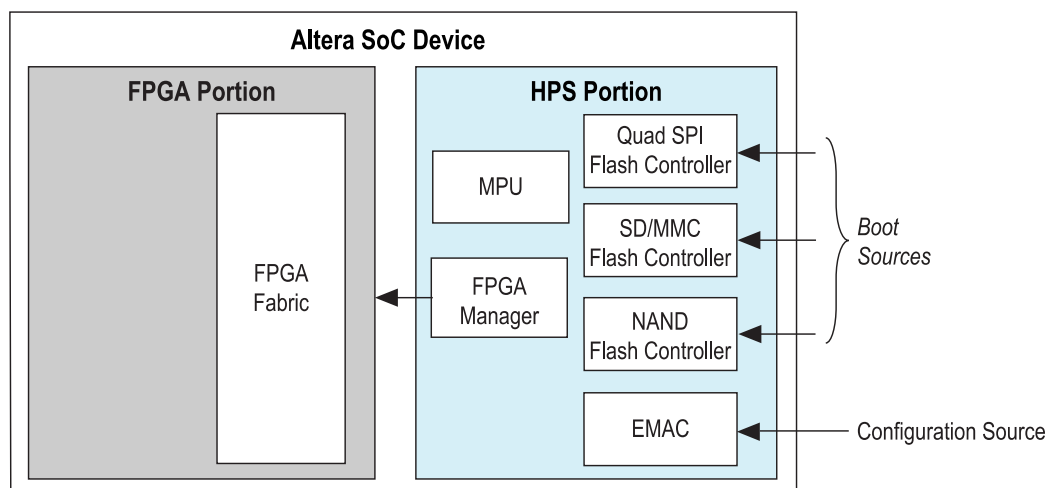 Altera SoC Device
FPGA Portion
FPGA
Fabric
HPS Portion
MPU
FPGA
Manager
Quad SPI
Flash Controller
SD/MMC
Flash Controller
NAND
Flash Controller
EMAC
Boot
Sources
Configuration Source